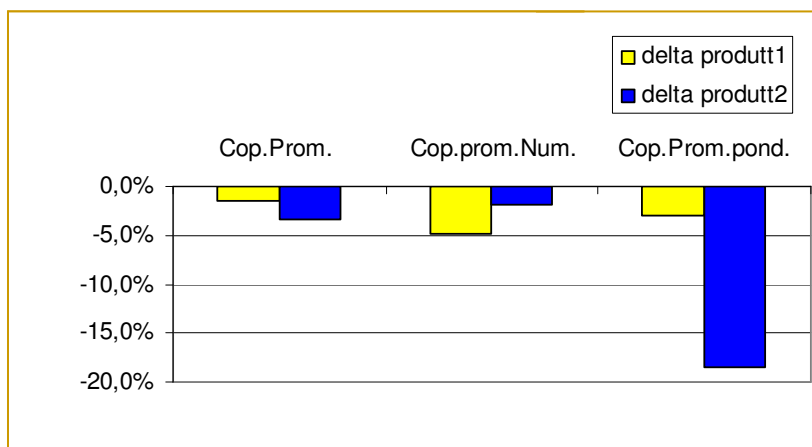 delta produtt1
delta produtt2
Cop.Prom. Cop.prom.Num. Cop.Prom.pond.
0,0%
-5,0%
-10,0%
-15,0%
-20,0%